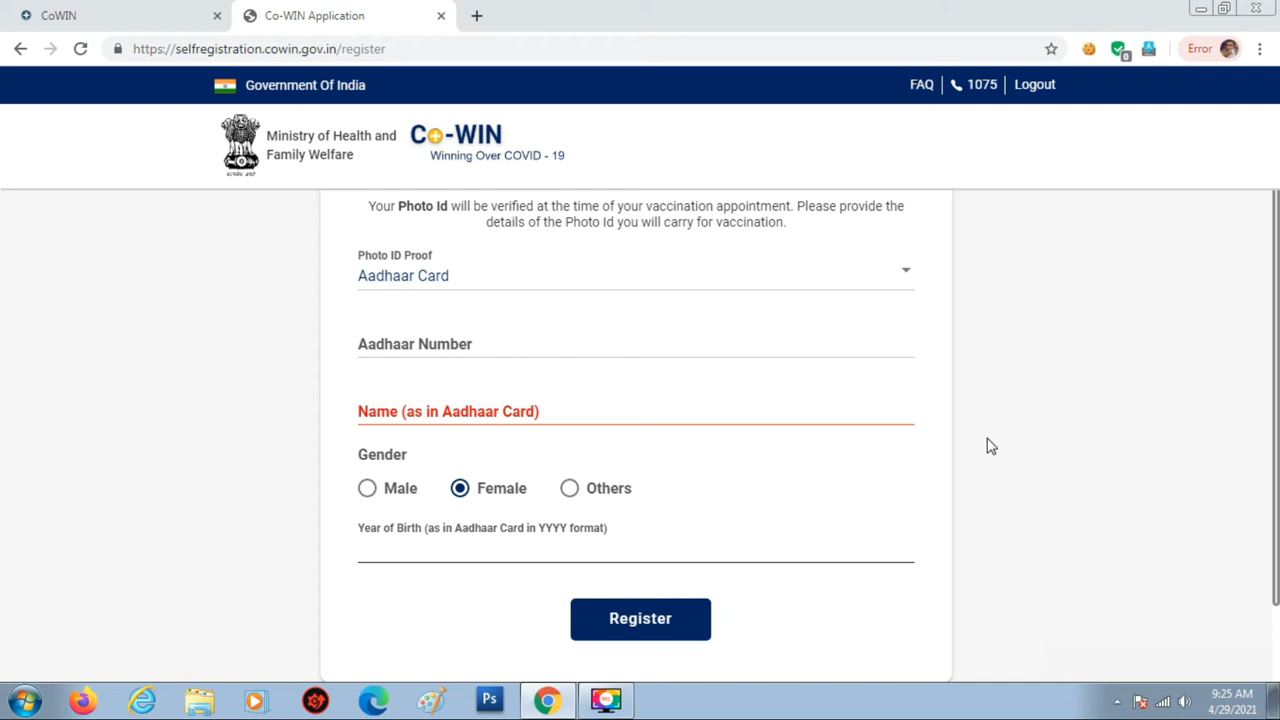 CoWIN
Co-WIN Application
https://selfregistration.cowin.gov.in/register
0
Error
Government Of India
FAQ
1075
Logout
Ministry of Health and
Family Welfare
Co-WIN
Winning Over COVID - 19
Your Photo Id will be verified at the time of your vaccination appointment. Please provide the
details of the Photo Id you will carry for vaccination.
Photo ID Proof
Aadhaar Card
Aadhaar Number
Name (as in Aadhaar Card)
Gender
Male
Female
Others
Year of Birth (as in Aadhaar Card in YYYY format)
Register
Ps
9:25 AM
4/29/2021